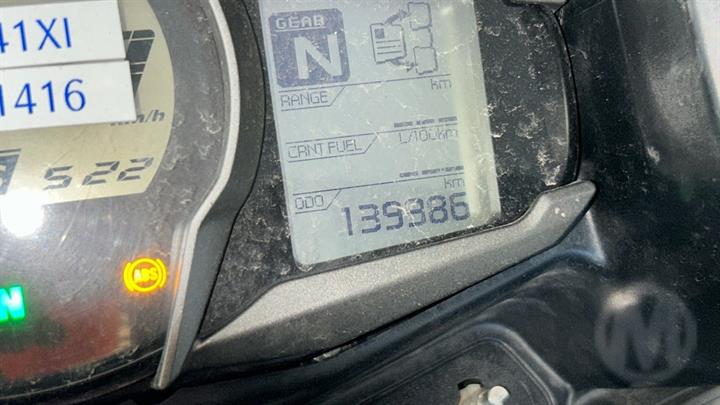 41XI
1416
km/h
522
GEAR
N
RANGE
km
CRNT FUEL
L/100km
km
ODO
139386
ABS
N
M